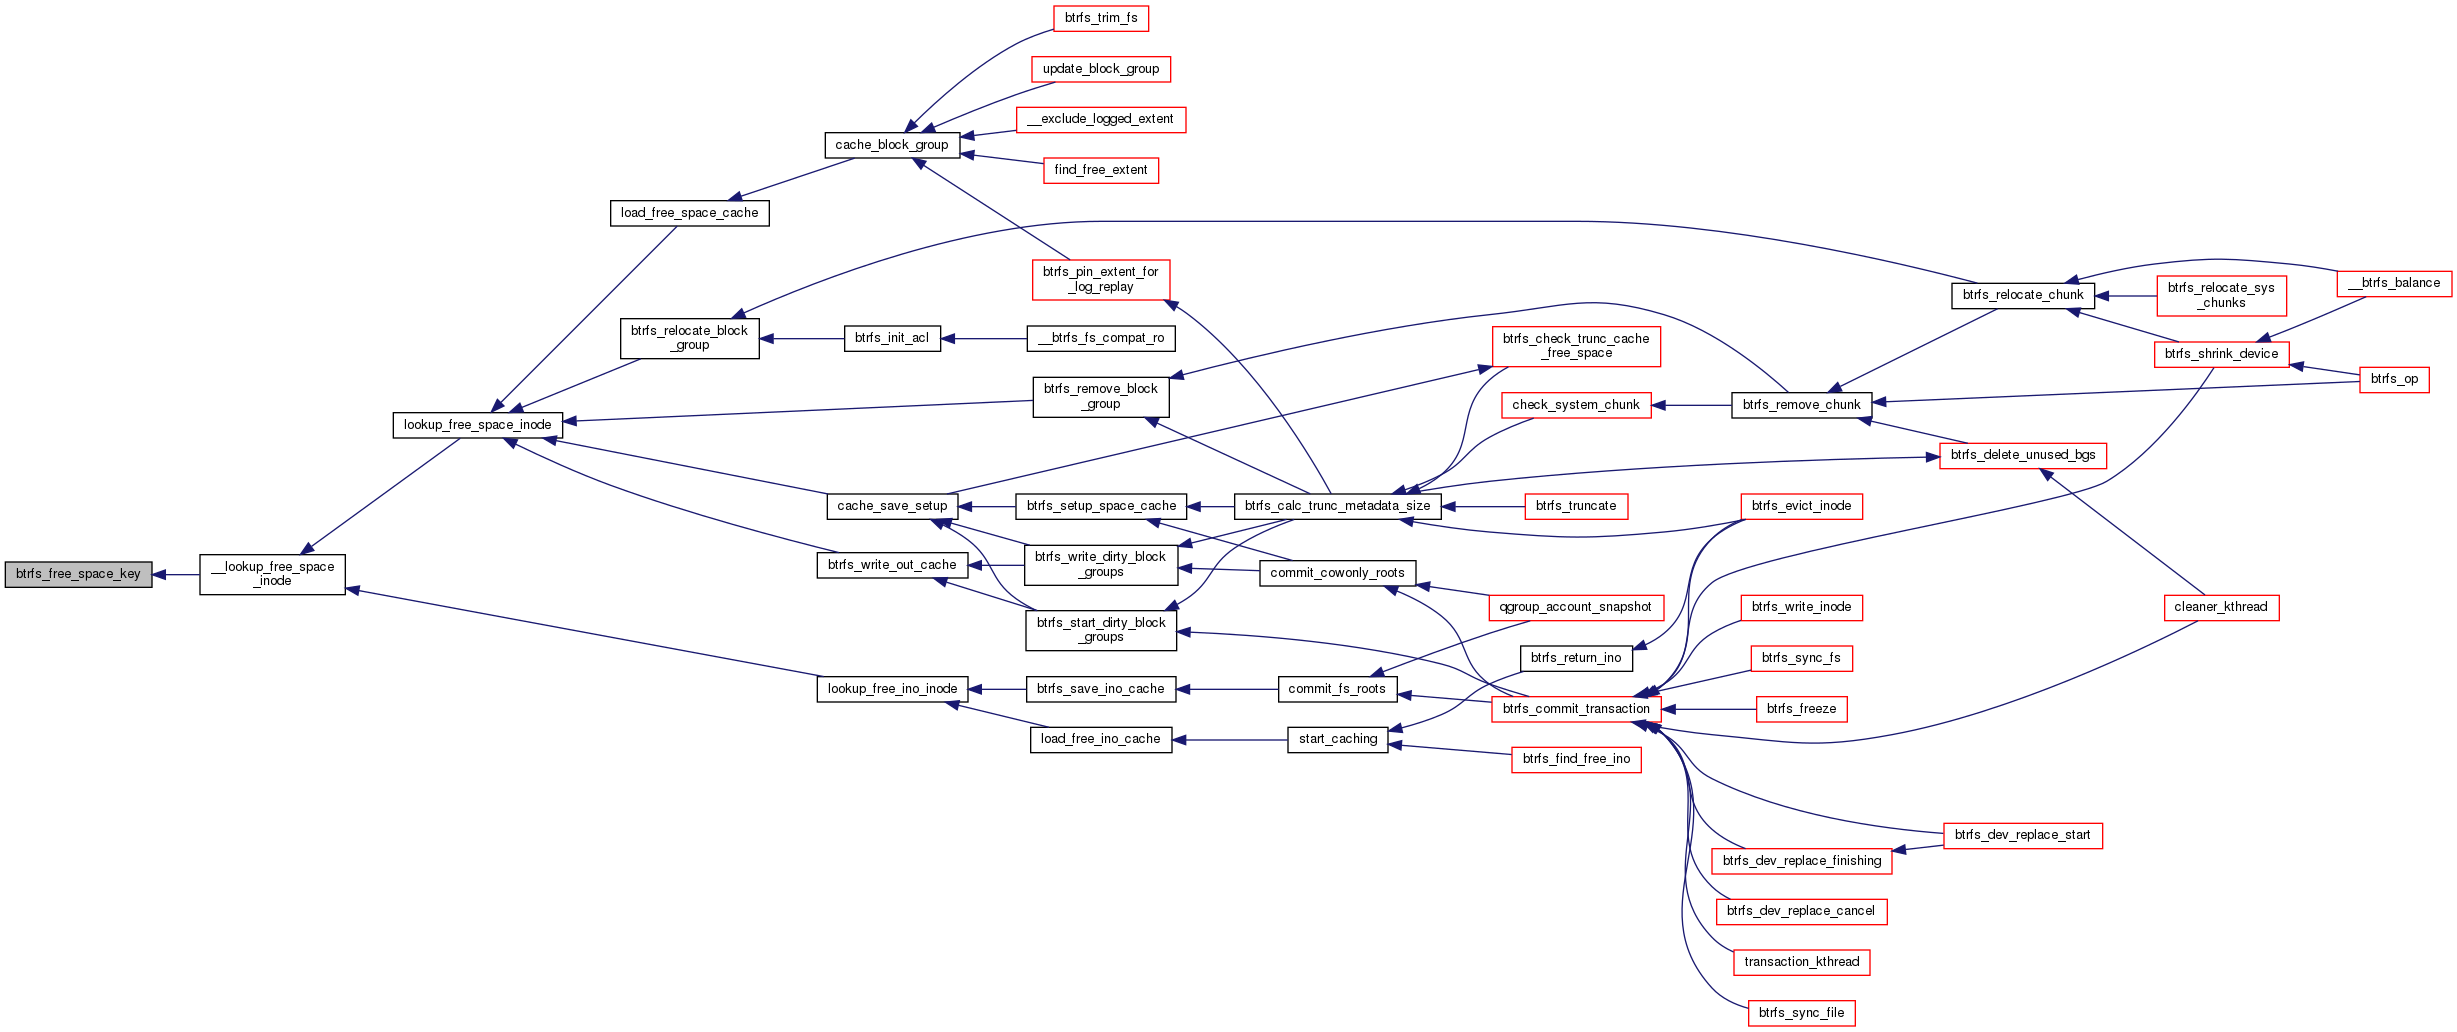 btrfs_trim_fs
update_block_group
__exclude_logged_extent
cache_block_group
find_free_extent
load_free_space_cache
btrfs_pin_extent_for
_log_replay
btrfs_relocate_chunk
__btrfs_balance
btrfs_relocate_sys
_chunks
btrfs_relocate_block
_group
btrfs_init_acl
__btrfs_fs_compat_ro
btrfs_check_trunc_cache
_free_space
btrfs_shrink_device
btrfs_op
btrfs_remove_block
_group
check_system_chunk
btrfs_remove_chunk
lookup_free_space_inode
btrfs_delete_unused_bgs
cache_save_setup
btrfs_setup_space_cache
btrfs_calc_trunc_metadata_size
btrfs_truncate
btrfs_evict_inode
btrfs_write_out_cache
btrfs_write_dirty_block
_groups
commit_cowonly_roots
btrfs_free_space_key
__lookup_free_space
_inode
qgroup_account_snapshot
btrfs_write_inode
cleaner_kthread
btrfs_start_dirty_block
_groups
btrfs_return_ino
btrfs_sync_fs
lookup_free_ino_inode
btrfs_save_ino_cache
commit_fs_roots
btrfs_commit_transaction
btrfs_freeze
load_free_ino_cache
start_caching
btrfs_find_free_ino
btrfs_dev_replace_start
btrfs_dev_replace_finishing
btrfs_dev_replace_cancel
transaction_kthread
btrfs_sync_file